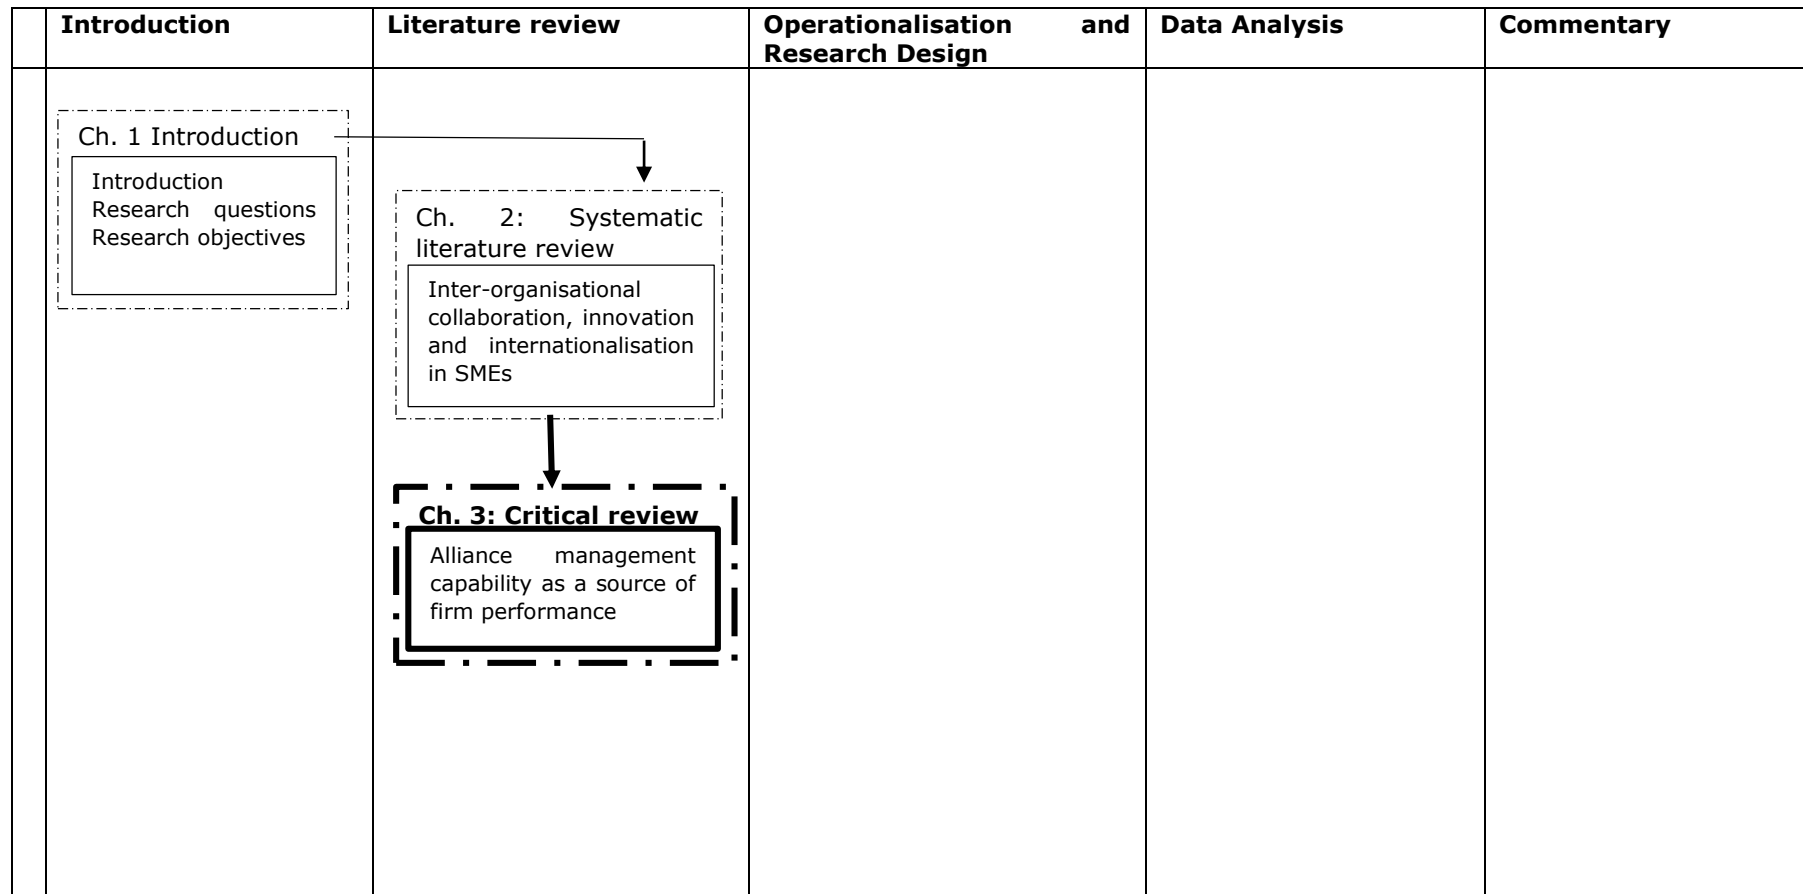 Introduction
Literature review
Operationalisation and
Research Design
Data Analysis
Commentary
Ch. 1 Introduction
Introduction
Research questions
Research objectives
Ch. 2: Systematic
literature review
Inter-organisational
collaboration, innovation
and internationalisation
in SMEs
Ch. 3: Critical review
Alliance management
capability as a source of
firm performance